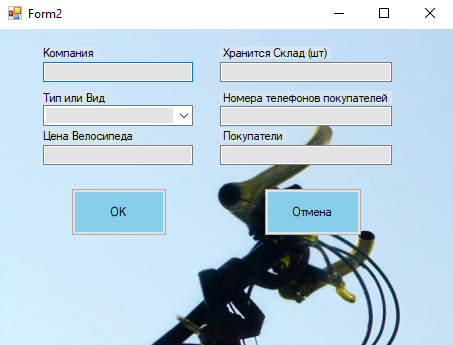 Form2
Компания
Хранится Склад (шт)
Тип или Вид
Номера телефонов покупателей
Цена Велосипеда
Покупатели
OK
Отмена